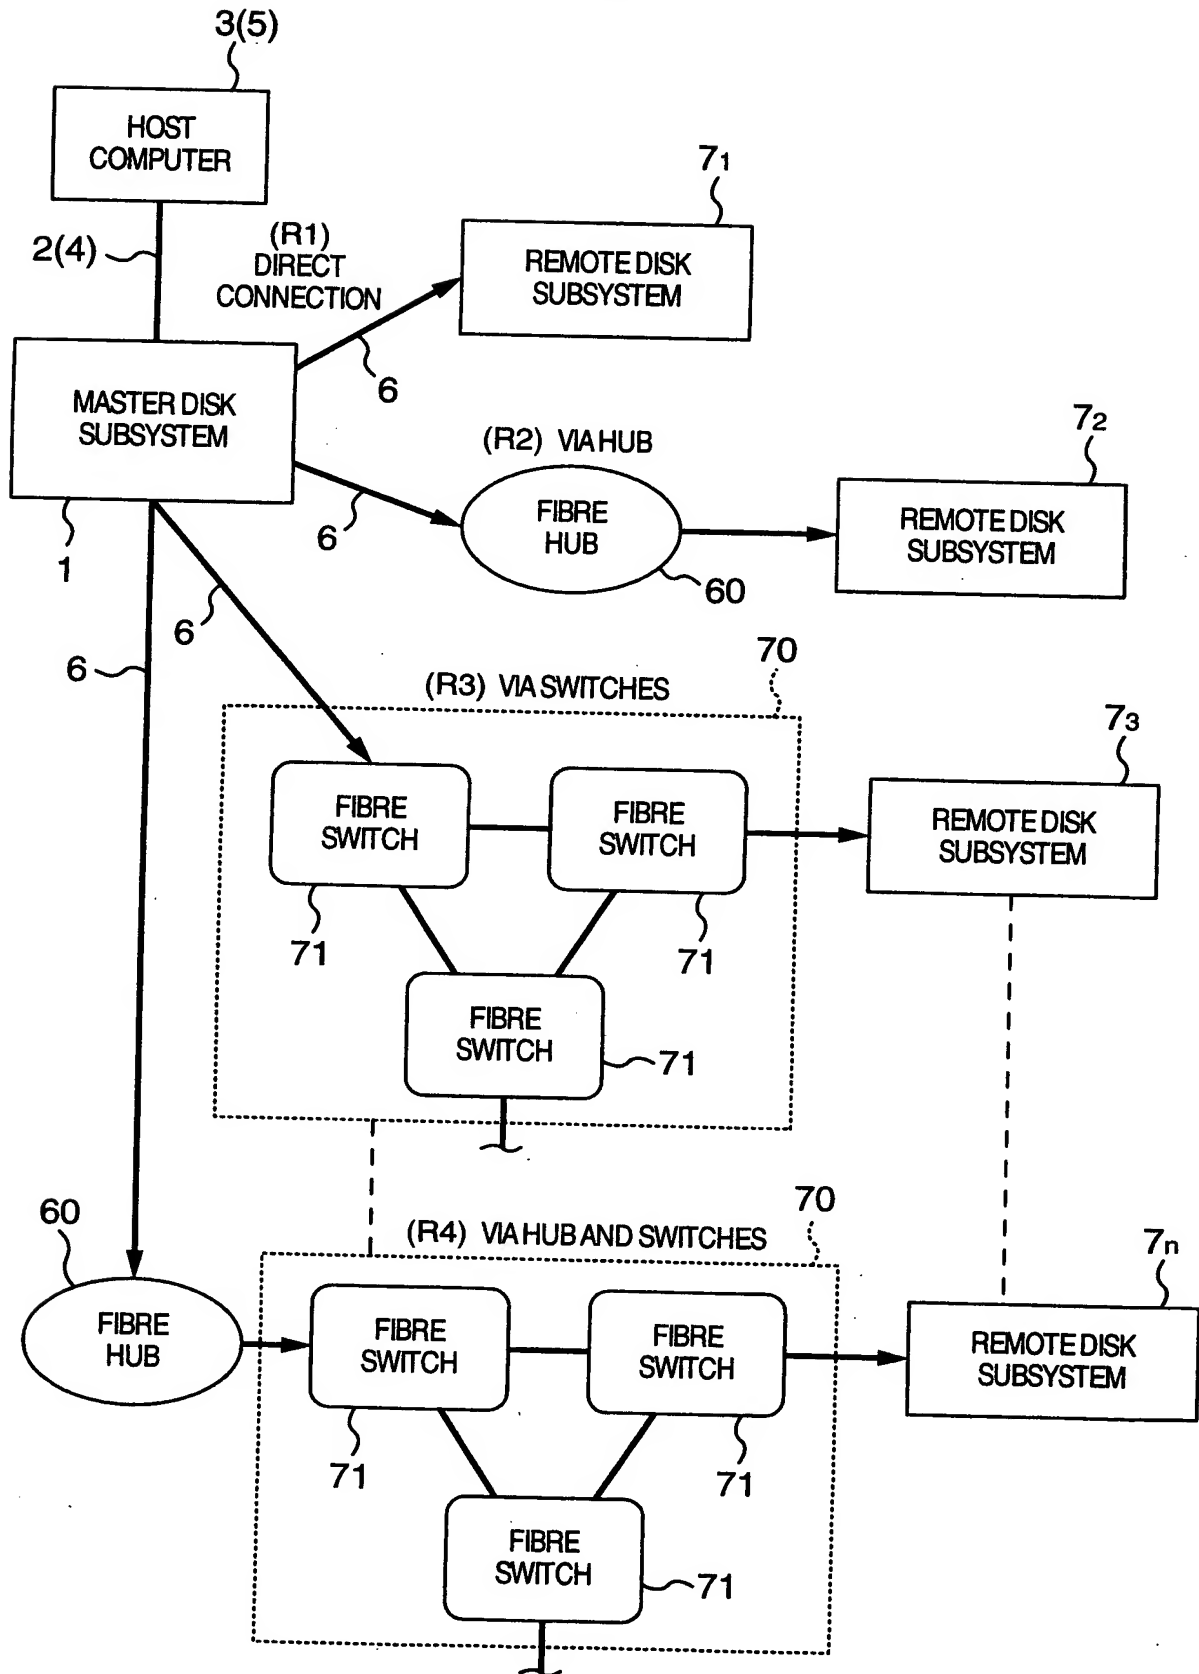 3(5)
HOST
COMPUTER
2(4)
(R1)
DIRECT
CONNECTION
71
REMOTE DISK
SUBSYSTEM
6
MASTER DISK
SUBSYSTEM
1
(R2) VIA HUB
6
FIBRE
HUB
60
72
REMOTE DISK
SUBSYSTEM
6
6
(R3) VIA SWITCHES
70
FIBRE
SWITCH
71
FIBRE
SWITCH
71
73
REMOTE DISK
SUBSYSTEM
FIBRE
SWITCH
71
60
FIBRE
HUB
(R4) VIA HUB AND SWITCHES
70
FIBRE
SWITCH
71
FIBRE
SWITCH
71
7n
REMOTE DISK
SUBSYSTEM
FIBRE
SWITCH
71